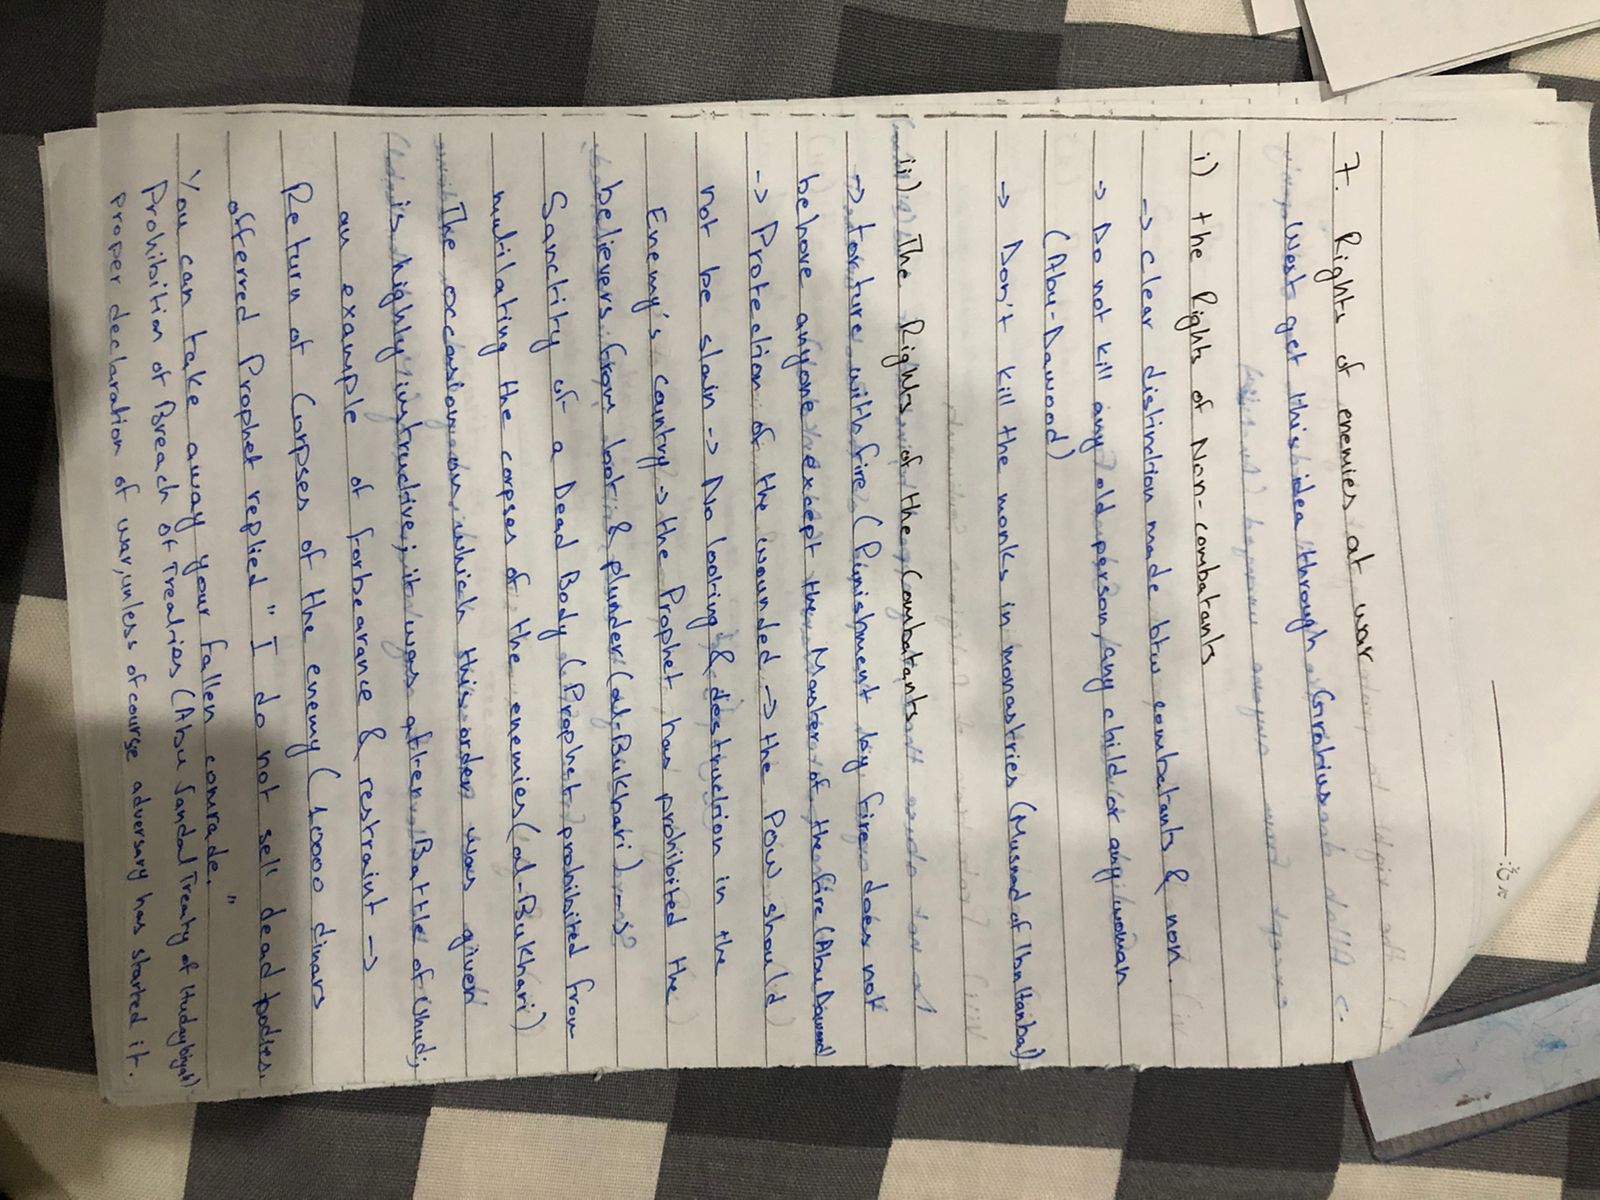 7. Rights of enemies at war
West get this idea through Grotius
i) the Rights of Non-combatants
-> clear distinction made btw combatants & non.
-> Do not kill any old person, any child or any woman
(Abu-Dawood)
-> Don't kill the monks in monastries (Musnad of Ibn Hanbal)
ii) The Rights of the Combatants
-> torture with fire (Punishment by fire does not
behove anyone except the Master of the fire (Abu Dawood)
-> Protection of the wounded -> the POW should
not be slain -> No looting & destruction in the
Enemy's country -> the Prophet has prohibited the
believers from loot & plunder (al-Bukhari)
Sanctity of a Dead Body (Prophet prohibited from
mutilating the corpses of the enemies (al-Bukhari)
The occasion on which this order was given
is highly instructive; it was after Battle of Uhud;
an example of forbearance & restraint ->
Return of Corpses of the enemy (10000 dinars
offerred Prophet replied "I do not sell dead bodies.
You can take away your fallen comrade."
Prohibition of Breach of Treaties (Abu Jandal Treaty of Hudaybiyah)
proper declaration of war, unless of course adversary has started it.